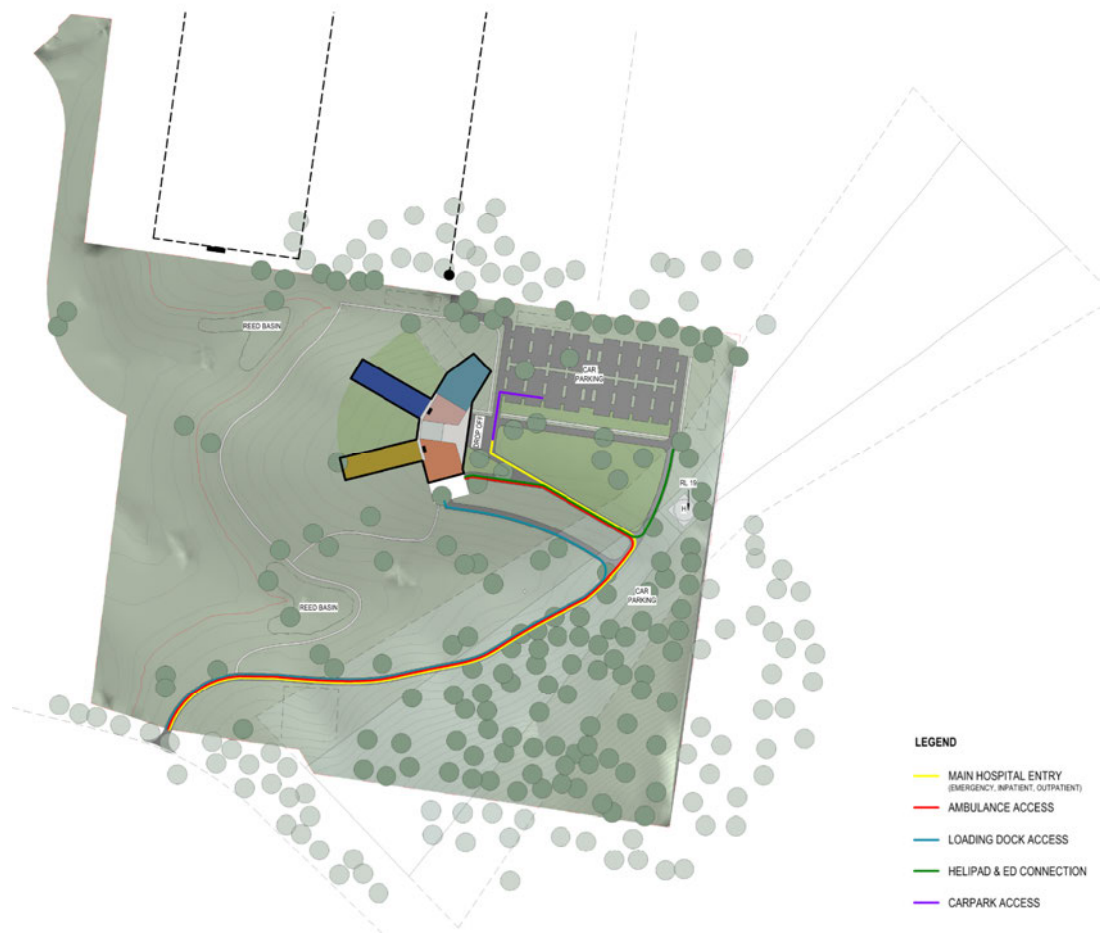 REED BASIN
CAR
PARKING
DROP OFF
RL 19
H
CAR
PARKING
REED BASIN
LEGEND
MAIN HOSPITAL ENTRY
(EMERGENCY, INPATIENT, OUTPATIENT)
AMBULANCE ACCESS
LOADING DOCK ACCESS
HELIPAD & ED CONNECTION
CARPARK ACCESS